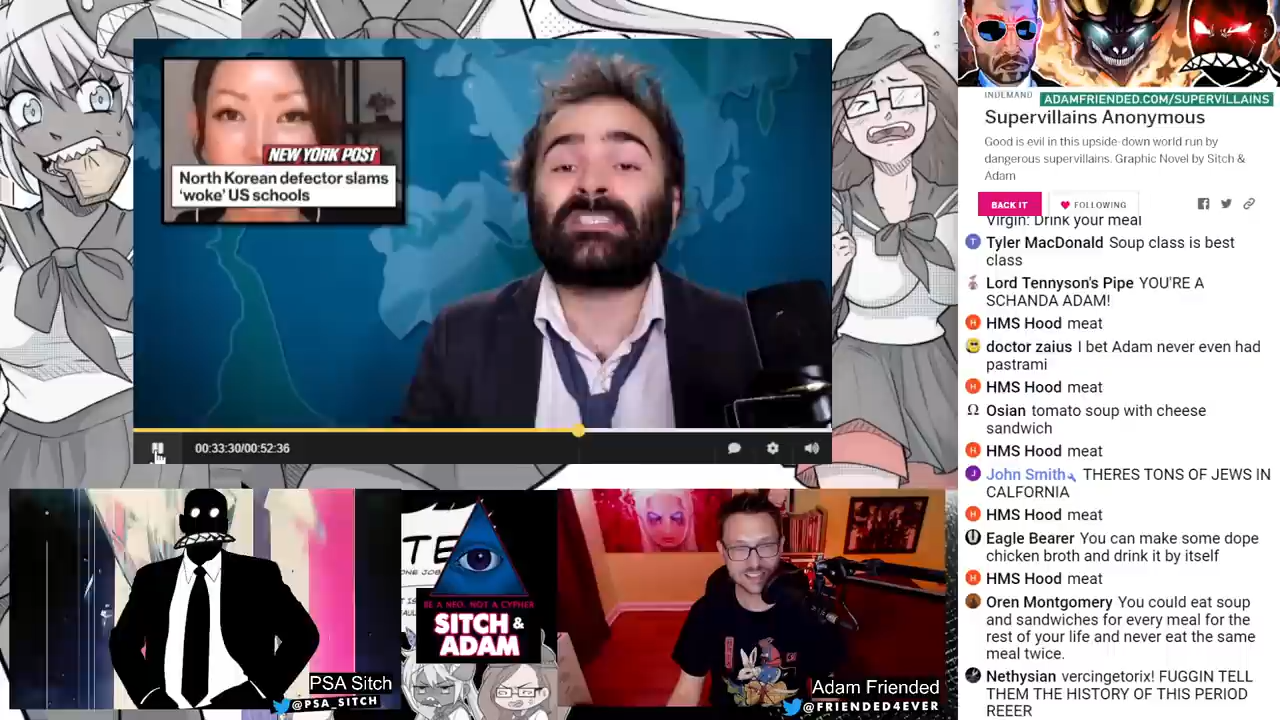 NEW YORK POST
North Korean defector slams
'woke' US schools
00:33:30/00:52:36
PSA Sitch
@PSA_SITCH
BE A NEO, NOT A CYPHER
SITCH &
ADAM
Adam Friended
@FRIENDED4EVER
INDEMAND
ADAMFRIENDED.COM/SUPERVILLAINS
Supervillains Anonymous
Good is evil in this upside-down world run by
dangerous supervillains. Graphic Novel by Sitch &
Adam
BACK IT
FOLLOWING
Virgin: Drink your meal
Tyler MacDonald Soup class is best
class
Lord Tennyson's Pipe YOU'RE A
SCHANDA ADAM!
HMS Hood meat
doctor zaius I bet Adam never even had
pastrami
HMS Hood meat
Osian tomato soup with cheese
sandwich
HMS Hood meat
John Smith THERES TONS OF JEWS IN
CALFORNIA
HMS Hood meat
Eagle Bearer You can make some dope
chicken broth and drink it by itself
HMS Hood meat
Oren Montgomery You could eat soup
and sandwiches for every meal for the
rest of your life and never eat the same
meal twice.
Nethysian vercingetorix! FUGGIN TELL
THEM THE HISTORY OF THIS PERIOD
REEER